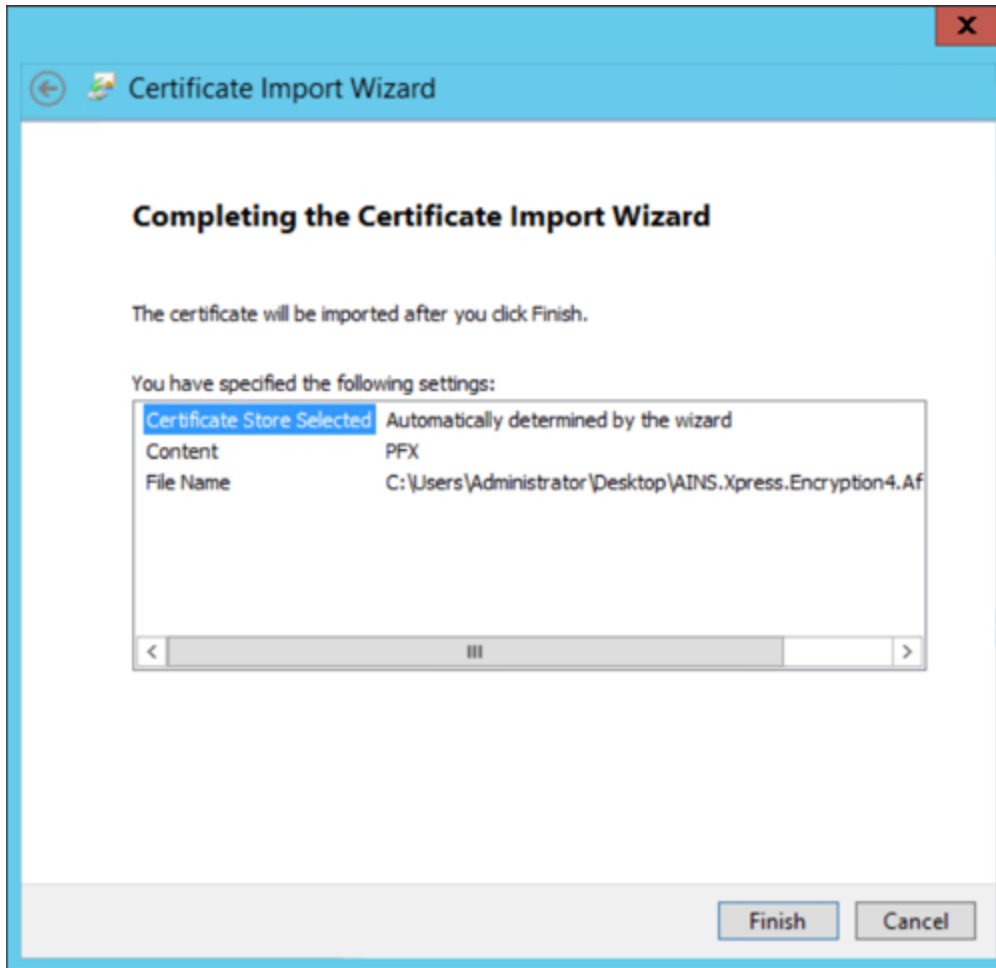 X
Certificate Import Wizard
Completing the Certificate Import Wizard
The certificate will be imported after you click Finish.
You have specified the following settings:
Certificate Store Selected Automatically determined by the wizard
Content PFX
File Name C:\Users\Administrator\Desktop\AINS.Xpress.Encryption4.Af
Finish Cancel